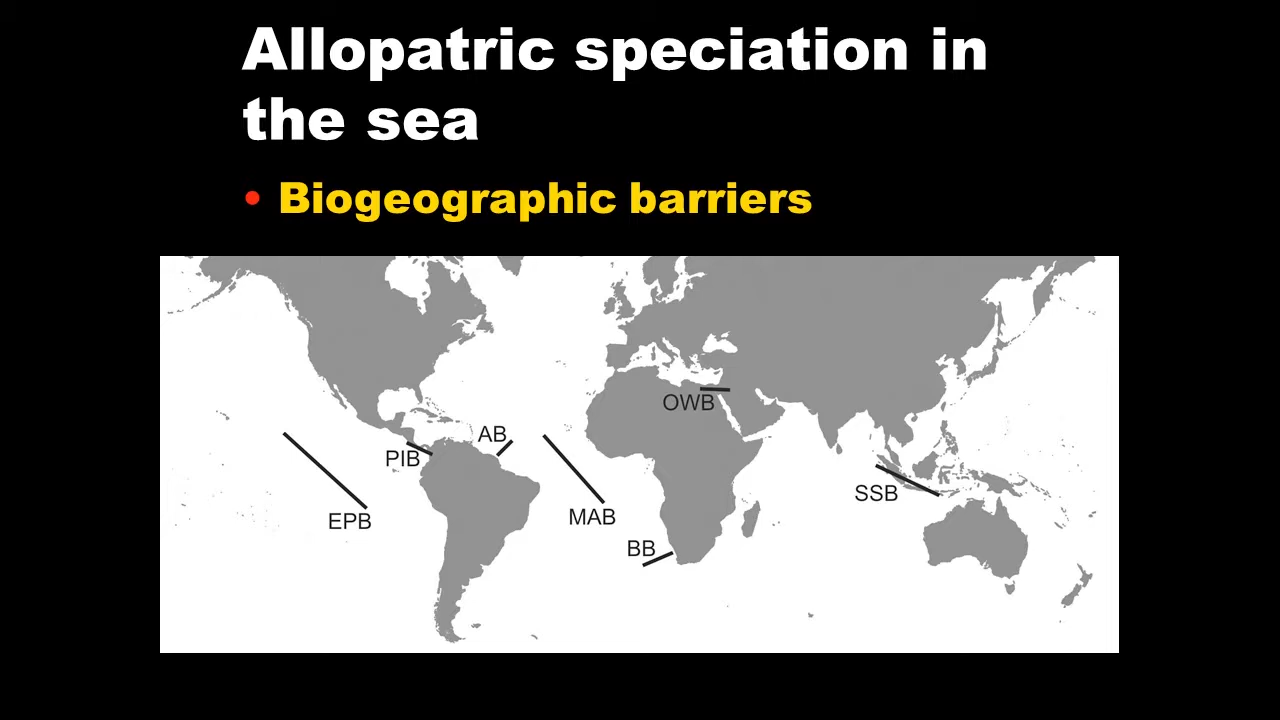 Allopatric speciation in
the sea
• Biogeographic barriers
OWB
AB
PIB
SSB
EPB
MAB
BB